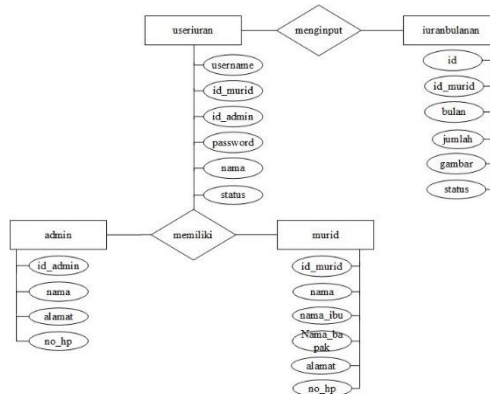 useriuran
menginput
iuranbulanan
username
id_murid
id_admin
password
nama
status
id
id_murid
bulan
jumlah
gambar
status
admin
memiliki
murid
id_admin
nama
alamat
no_hp
id_murid
nama
nama_ibu
Nama_ba
pak
alamat
no_hp